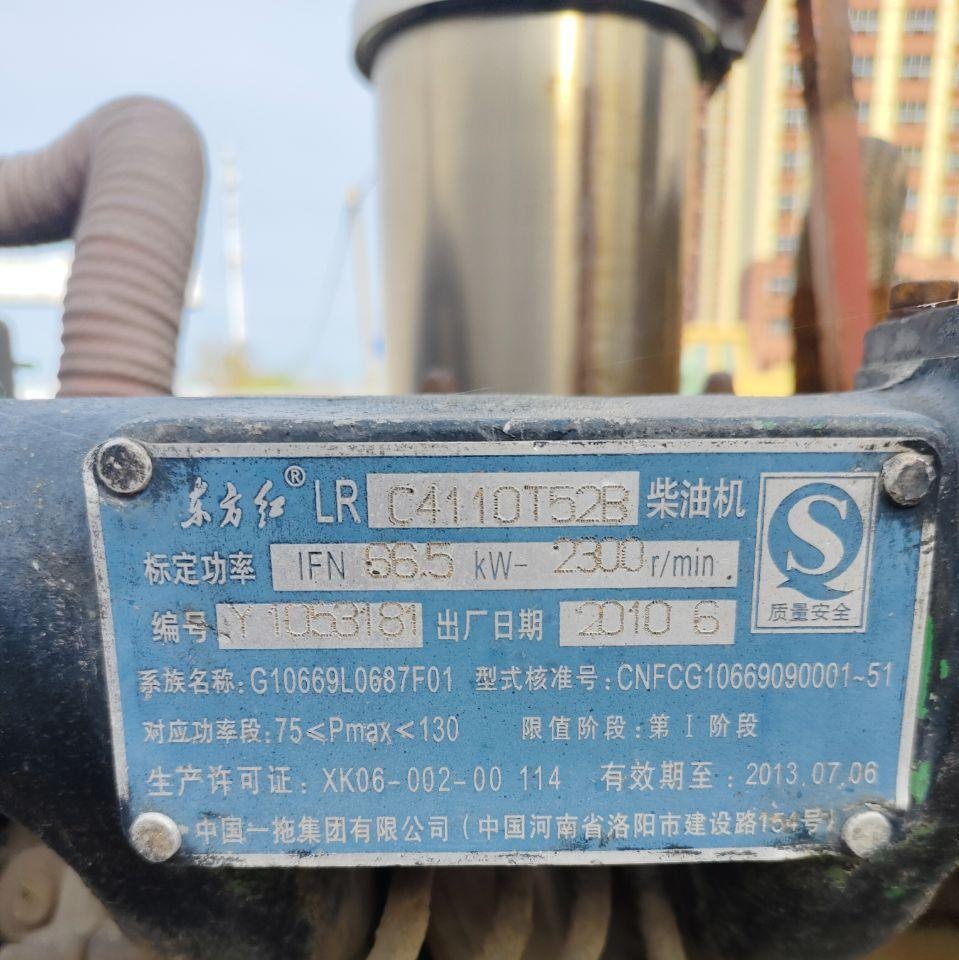 东方红® LR C4110T52B 柴油机
标定功率 IFN 66.5 kW- 2300 r/min
编号 Y1053181 出厂日期 2010 6
S
质量安全
系族名称:G10669L0687F01 型式核准号:CNFCG10669090001~51
对应功率段:75≤Pmax<130 限值阶段:第Ⅰ阶段
生产许可证: XK06-002-00 114 有效期至: 2013.07.06
中国一拖集团有限公司(中国河南省洛阳市建设路154号)